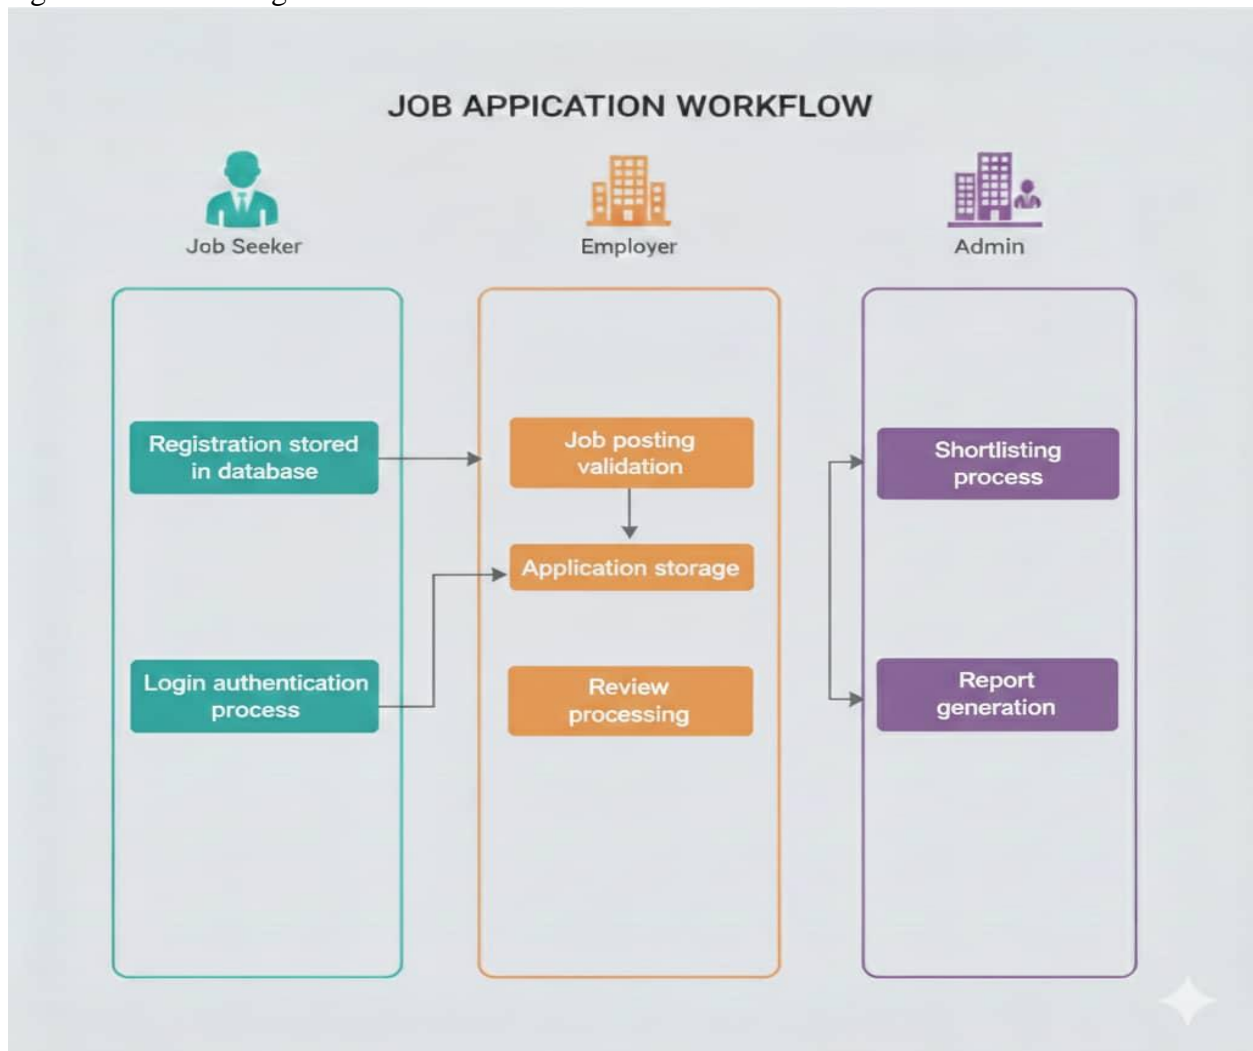 JOB APPICATION WORKFLOW
Job Seeker
Employer
Admin
Registration stored
in database
Job posting
validation
Shortlisting
process
Application storage
Login authentication
process
Review
processing
Report
generation